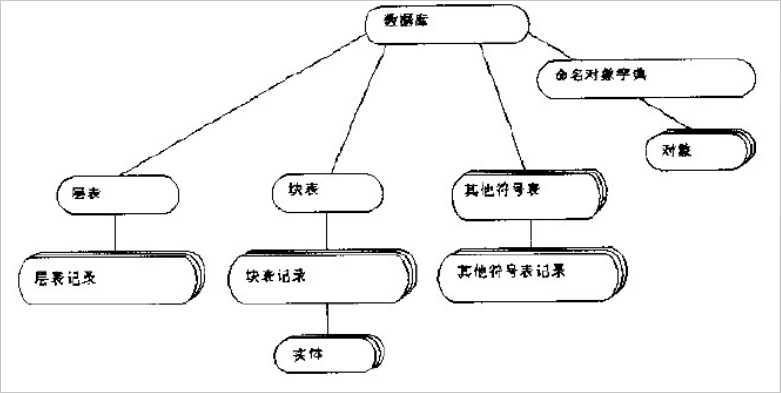 数据库
命名对象字典
对象
层表
块表
其他符号表
层表记录
块表记录
其他符号表记录
实体